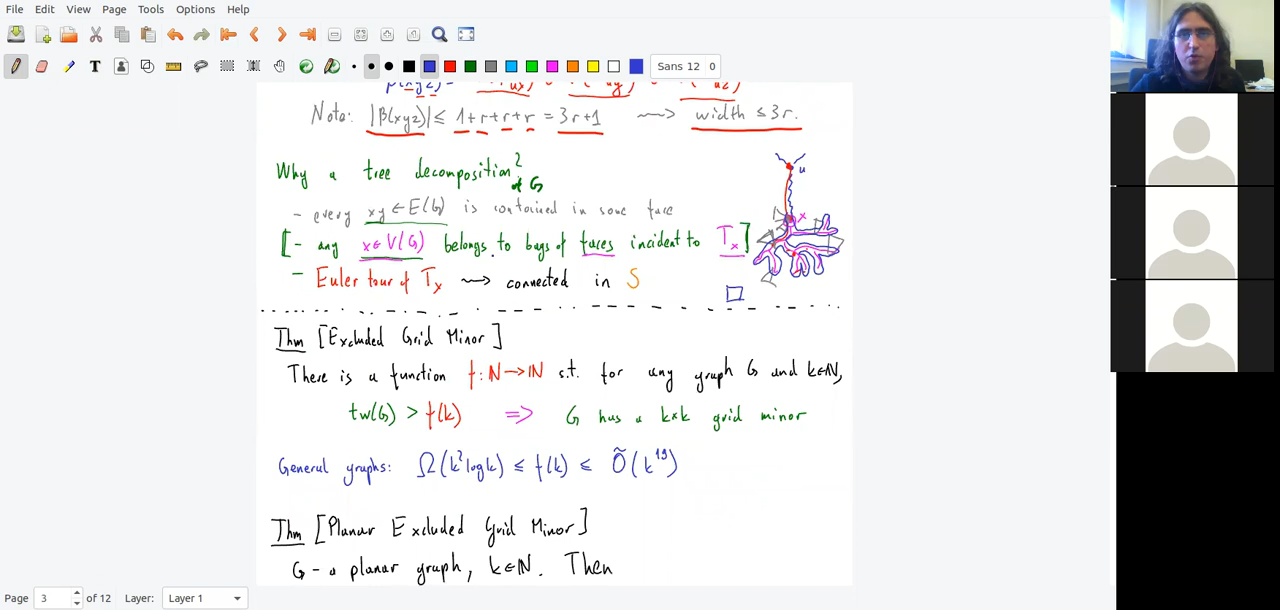 File Edit View Page Tools Options Help
Sans 12 0
Note: |β(xyz)| ≤ 1+r+r+r = 3r+1 ⇝ width ≤ 3r.
Why a tree decomposition?
of G
u
- every xy ∈ E(G) is contained in some face
x
[- any x ∈ V(G) belongs to bags of faces incident to Tx]
- Euler tour of Tx ⇝ connected in S
□
Thm [Excluded Grid Minor]
There is a function f: N → N s.t. for any graph G and k∈N,
tw(G) > f(k) ⇒ G has a k×k grid minor
General graphs: Ω(k² log k) ≤ f(k) ≤ Õ(k¹⁹)
Thm [Planar Excluded Grid Minor]
G - a planar graph, k∈N. Then
Page 3 of 12 Layer: Layer 1